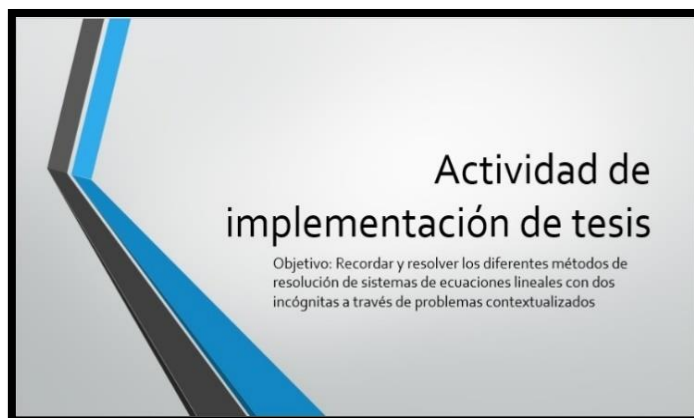 Actividad de
implementación de tesis
Objetivo: Recordar y resolver los diferentes métodos de
resolución de sistemas de ecuaciones lineales con dos
incógnitas a través de problemas contextualizados